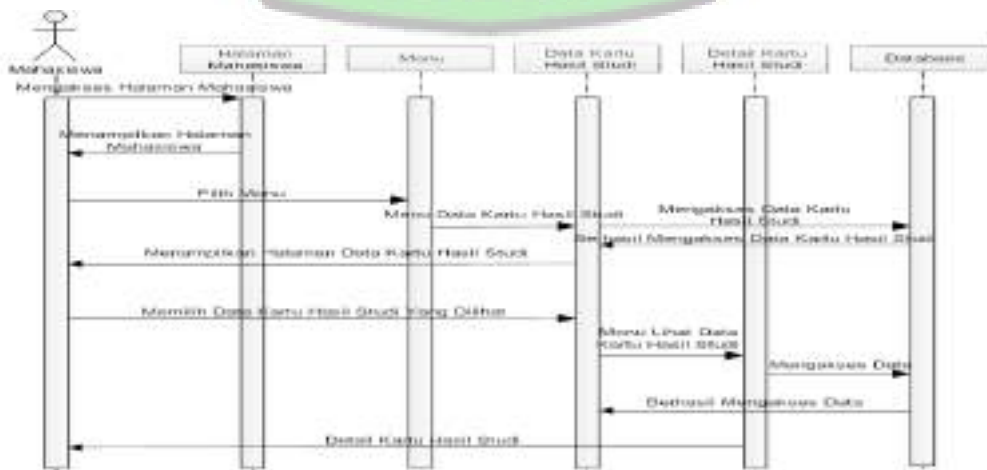 Mahasiswa
Halaman
Mahasiswa
Menu
Data Kartu
Hasil Studi
Detail Kartu
Hasil Studi
Database
Mengakses Halaman Mahasiswa
Menampilkan Halaman
Mahasiswa
Pilih Menu
Menu Data Kartu Hasil Studi
Mengakses Data Kartu
Hasil Studi
Berhasil Mengakses Data Kartu Hasil Studi
Menampilkan Halaman Data Kartu Hasil Studi
Memilih Data Kartu Hasil Studi Yang Dilihat
Menu Lihat Data
Kartu Hasil Studi
Mengakses Data
Berhasil Mengakses Data
Detail Kartu Hasil Studi